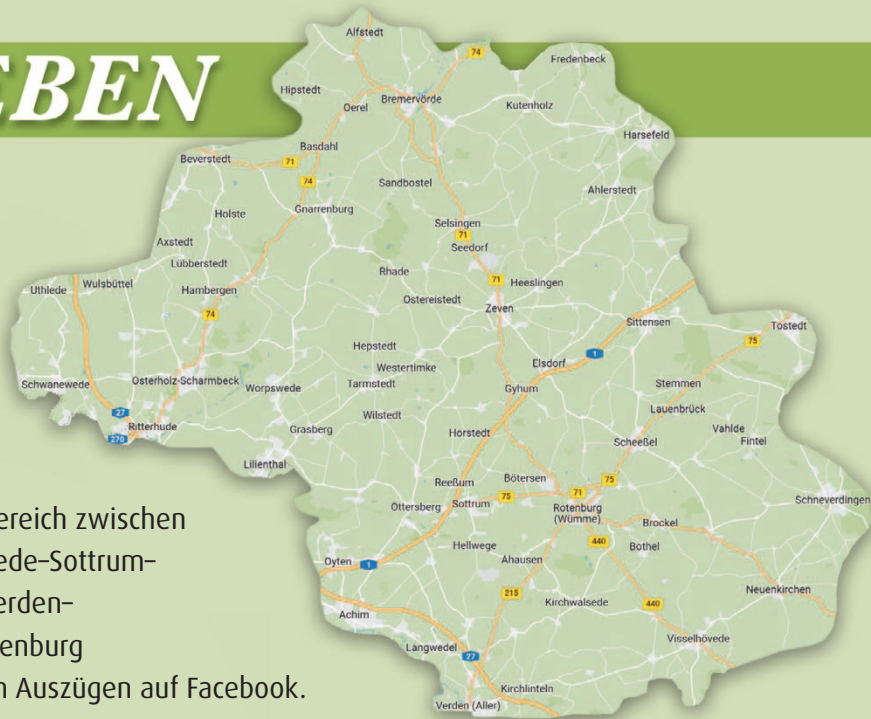 EBEN
Alfstedt
74
Fredenbeck
Hipstedt
Oerel
Bremervörde
Kutenholz
Harsefeld
Basdahl
Beverstedt
71
74
Sandbostel
Ahlerstedt
Holste
Gnarrenburg
Selsingen
71
Seedorf
Axstedt
Lübberstedt
Rhade
71
Heeslingen
Uthlede
Wulsbüttel
Hambergen
Ostereistedt
Zeven
74
Sittensen
Tostedt
Hepstedt
75
Westertimke
Elsdorf
1
Schwanewede
Osterholz-Scharmbeck
Worpswede
Tarmstedt
Gyhum
Stemmen
27
Wilstedt
Lauenbrück
Ritterhude
Grasberg
Horstedt
Vahlde
270
Scheeßel
Fintel
Lilienthal
Reeßum
Bötersen
75
71
75
Schneverdingen
Ottersberg
Sottrum
Rotenburg
(Wümme)
Brockel
440
Hellwege
Bothel
Ahausen
Oyten
1
215
Kirchwalsede
440
Neuenkirchen
Achim
Visselhövede
Langwedel
27
Kirchlinteln
Verden (Aller)
ereich zwischen
ede–Sottrum–
erden–
enburg
n Auszügen auf Facebook.